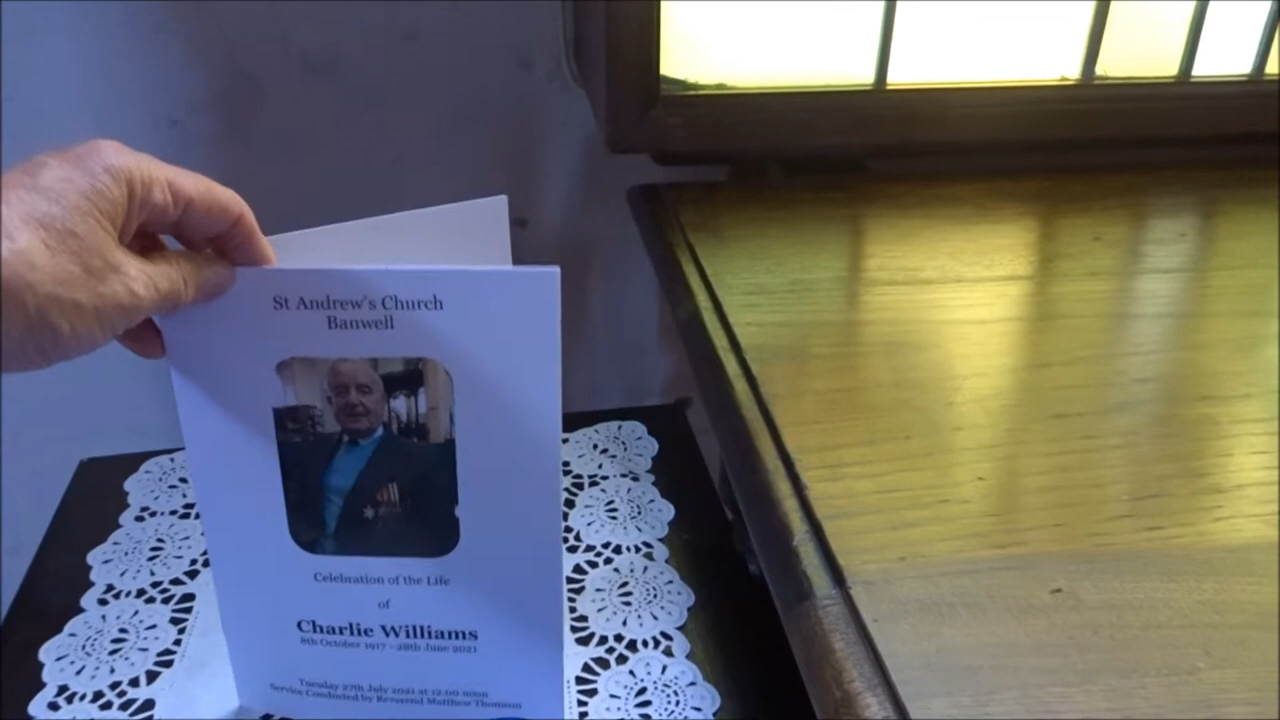 St Andrew's Church
Banwell
Celebration of the Life
of
Charlie Williams
8th October 1917 - 28th June 2021
Tuesday 27th July 2021 at 12.00 noon
Service Conducted by Reverend Matthew Thomson